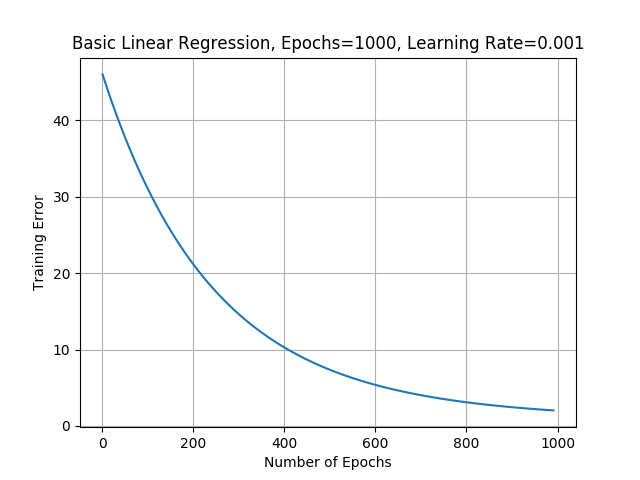 Basic Linear Regression, Epochs=1000, Learning Rate=0.001
Training Error
40
30
20
10
0
0 200 400 600 800 1000
Number of Epochs